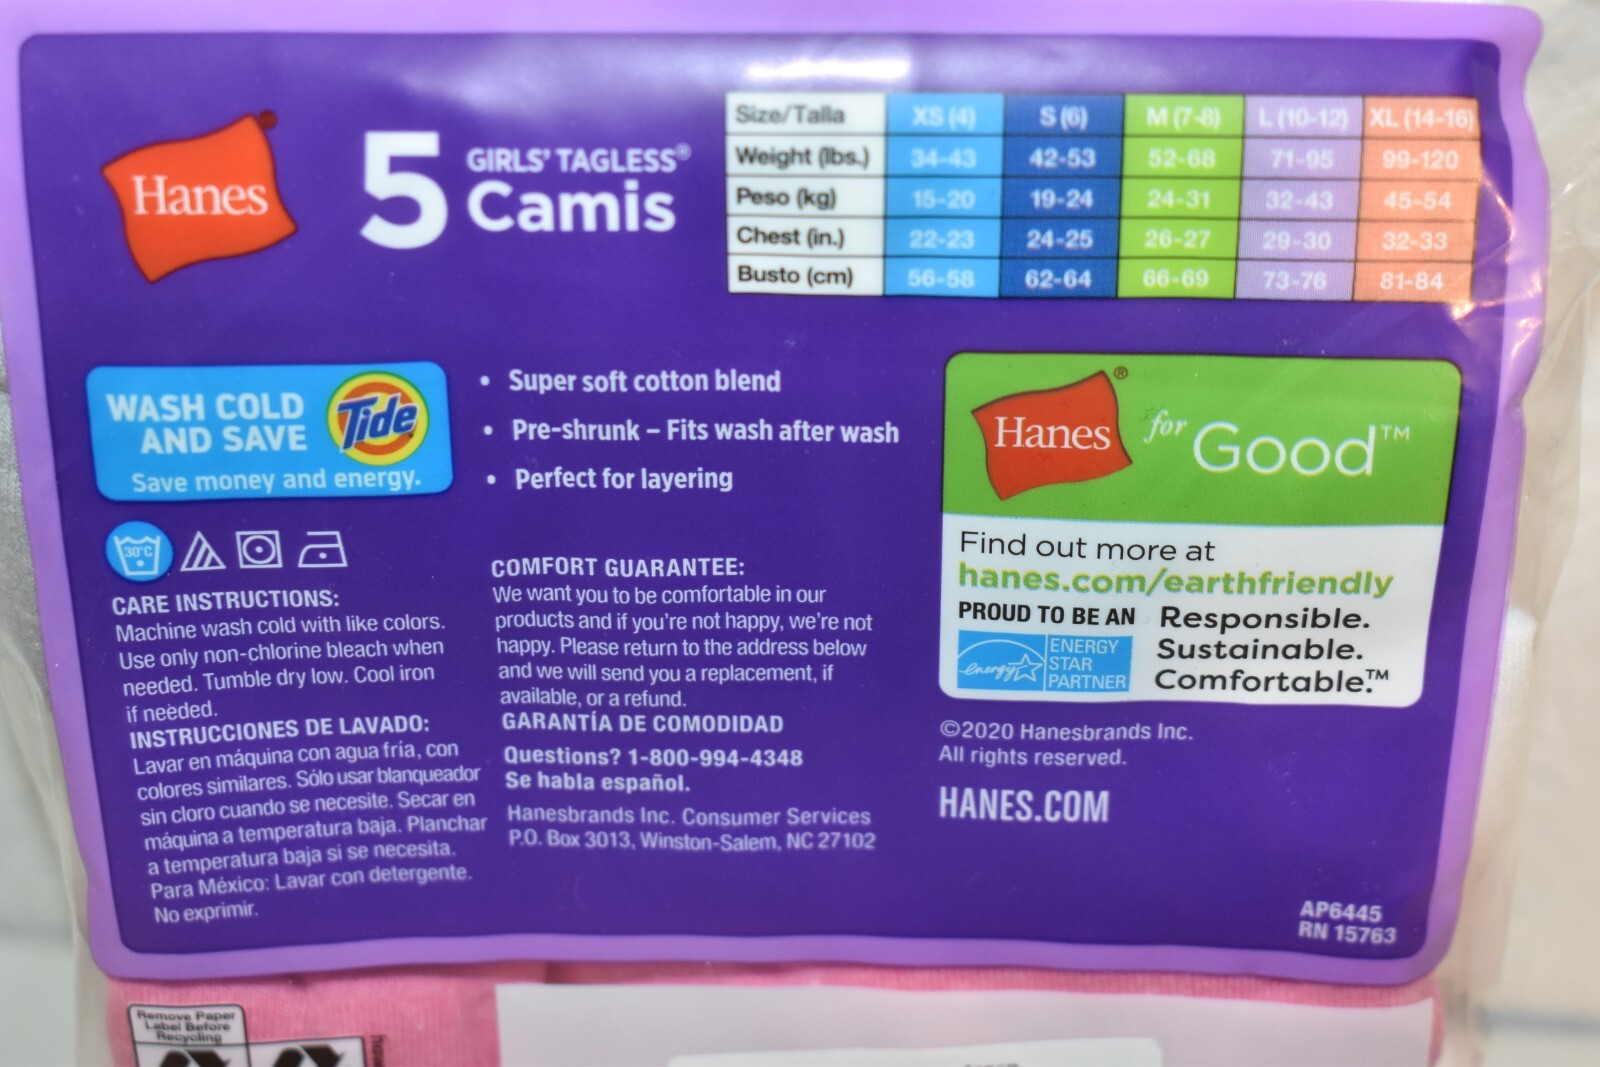 Hanes®
5 GIRLS' TAGLESS®
Camis
Size/Talla XS (4) S (6) M (7-8) L (10-12) XL (14-16)
Weight (lbs.) 34-43 42-53 52-68 71-95 99-120
Peso (kg) 15-20 19-24 24-31 32-43 45-54
Chest (in.) 22-23 24-25 26-27 29-30 32-33
Busto (cm) 56-58 62-64 66-69 73-76 81-84
WASH COLD
AND SAVE
Tide
Save money and energy.
• Super soft cotton blend
• Pre-shrunk – Fits wash after wash
• Perfect for layering
30°C
CARE INSTRUCTIONS:
Machine wash cold with like colors.
Use only non-chlorine bleach when
needed. Tumble dry low. Cool iron
if needed.
INSTRUCCIONES DE LAVADO:
Lavar en máquina con agua fría, con
colores similares. Sólo usar blanqueador
sin cloro cuando se necesite. Secar en
máquina a temperatura baja. Planchar
a temperatura baja si se necesita.
Para México: Lavar con detergente.
No exprimir.
COMFORT GUARANTEE:
We want you to be comfortable in our
products and if you're not happy, we're not
happy. Please return to the address below
and we will send you a replacement, if
available, or a refund.
GARANTÍA DE COMODIDAD
Questions? 1-800-994-4348
Se habla español.
Hanesbrands Inc. Consumer Services
P.O. Box 3013, Winston-Salem, NC 27102
Hanes® for Good™
Find out more at
hanes.com/earthfriendly
PROUD TO BE AN
energy
ENERGY
STAR
PARTNER
Responsible.
Sustainable.
Comfortable.™
©2020 Hanesbrands Inc.
All rights reserved.
HANES.COM
AP6445
RN 15763
Remove Paper
Label Before
Recycling